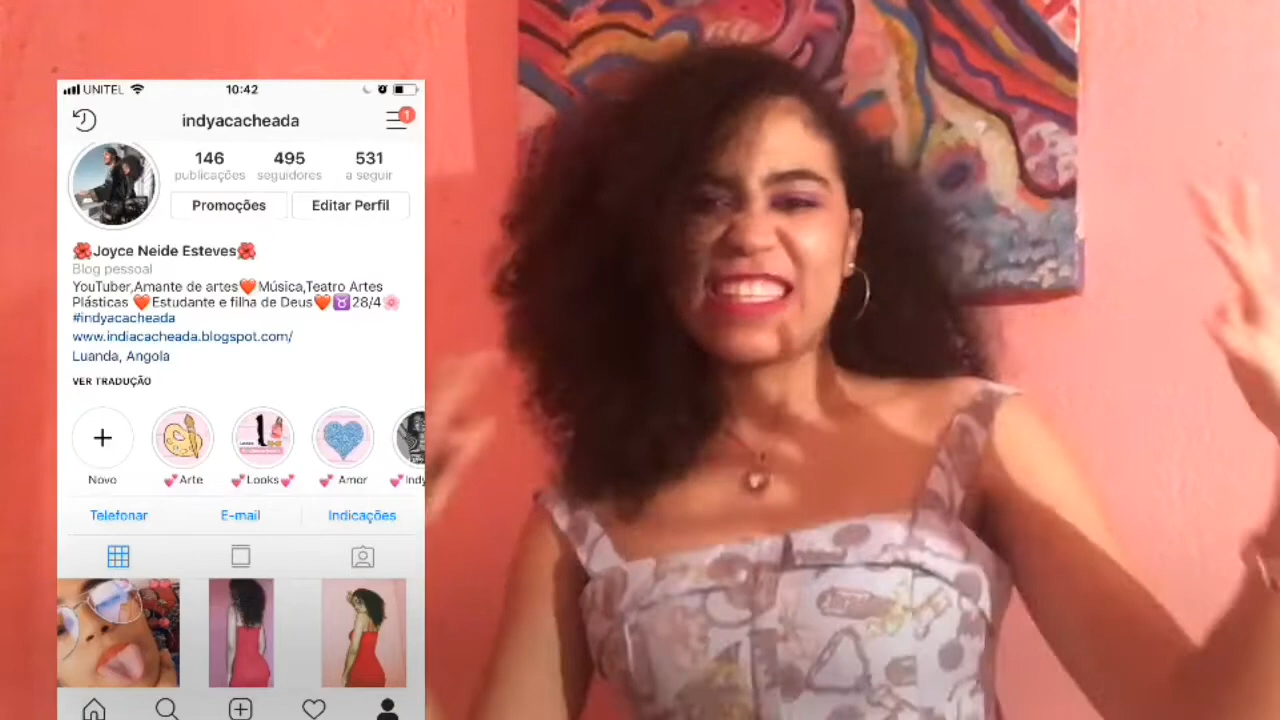 UNITEL
10:42
indyacacheada
1
146 495 531
publicações seguidores a seguir
Promoções Editar Perfil
🌺Joyce Neide Esteves🌺
Blog pessoal
YouTuber,Amante de artes❤️Música,Teatro Artes
Plásticas ❤️Estudante e filha de Deus❤️♉28/4🌸
#indyacacheada
www.indiacacheada.blogspot.com/
Luanda, Angola
VER TRADUÇÃO
Novo 💕Arte 💕Looks💕 💕 Amor 💕Indy
Telefonar E-mail Indicações